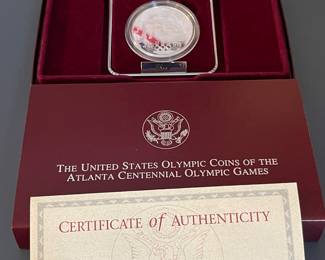 THE UNITED STATES OLYMPIC COINS OF THE
ATLANTA CENTENNIAL OLYMPIC GAMES
CERTIFICATE of AUTHENTICITY